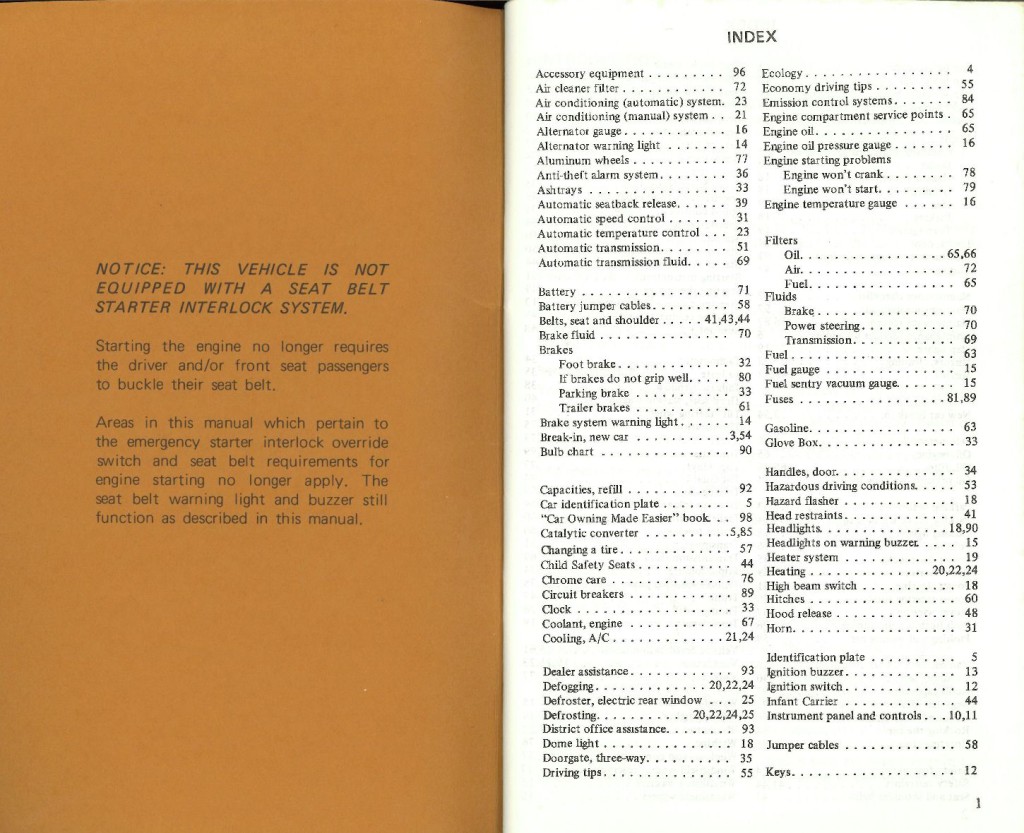 NOTICE: THIS VEHICLE IS NOT
EQUIPPED WITH A SEAT BELT
STARTER INTERLOCK SYSTEM.
Starting the engine no longer requires
the driver and/or front seat passengers
to buckle their seat belt.
Areas in this manual which pertain to
the emergency starter interlock override
switch and seat belt requirements for
engine starting no longer apply. The
seat belt warning light and buzzer still
function as described in this manual.
INDEX
Accessory equipment . . . . . . . . . 96
Air cleaner filter . . . . . . . . . . . . 72
Air conditioning (automatic) system. 23
Air conditioning (manual) system . . 21
Alternator gauge . . . . . . . . . . . . 16
Alternator warning light . . . . . . . 14
Aluminum wheels . . . . . . . . . . . 77
Anti-theft alarm system. . . . . . . . 36
Ashtrays . . . . . . . . . . . . . . . . 33
Automatic seatback release. . . . . . 39
Automatic speed control . . . . . . . 31
Automatic temperature control . . . 23
Automatic transmission. . . . . . . . 51
Automatic transmission fluid. . . . . 69
Battery . . . . . . . . . . . . . . . . . 71
Battery jumper cables. . . . . . . . . 58
Belts, seat and shoulder . . . . . 41,43,44
Brake fluid . . . . . . . . . . . . . . . 70
Brakes
Foot brake. . . . . . . . . . . . . 32
If brakes do not grip well. . . . . 80
Parking brake . . . . . . . . . . . 33
Trailer brakes . . . . . . . . . . . 61
Brake system warning light . . . . . . 14
Break-in, new car . . . . . . . . . . .3,54
Bulb chart . . . . . . . . . . . . . . . 90
Capacities, refill . . . . . . . . . . . . 92
Car identification plate . . . . . . . . 5
“Car Owning Made Easier” book. . . 98
Catalytic converter . . . . . . . . . .5,85
Changing a tire . . . . . . . . . . . . . 57
Child Safety Seats . . . . . . . . . . . 44
Chrome care . . . . . . . . . . . . . . 76
Circuit breakers . . . . . . . . . . . . 89
Clock . . . . . . . . . . . . . . . . . . 33
Coolant, engine . . . . . . . . . . . . 67
Cooling, A/C . . . . . . . . . . . . . 21,24
Dealer assistance. . . . . . . . . . . . 93
Defogging. . . . . . . . . . . . . 20,22,24
Defroster, electric rear window . . . 25
Defrosting. . . . . . . . . . . 20,22,24,25
District office assistance. . . . . . . . 93
Dome light . . . . . . . . . . . . . . . 18
Doorgate, three-way. . . . . . . . . . 35
Driving tips. . . . . . . . . . . . . . . 55
Ecology . . . . . . . . . . . . . . . . . 4
Economy driving tips . . . . . . . . . 55
Emission control systems. . . . . . . 84
Engine compartment service points . 65
Engine oil. . . . . . . . . . . . . . . . 65
Engine oil pressure gauge . . . . . . . 16
Engine starting problems
Engine won't crank . . . . . . . . 78
Engine won't start. . . . . . . . . 79
Engine temperature gauge . . . . . . 16
Filters
Oil. . . . . . . . . . . . . . . . . 65,66
Air. . . . . . . . . . . . . . . . . . 72
Fuel. . . . . . . . . . . . . . . . . 65
Fluids
Brake . . . . . . . . . . . . . . . . 70
Power steering. . . . . . . . . . . 70
Transmission. . . . . . . . . . . . 69
Fuel . . . . . . . . . . . . . . . . . . . 63
Fuel gauge . . . . . . . . . . . . . . . 15
Fuel sentry vacuum gauge. . . . . . . 15
Fuses . . . . . . . . . . . . . . . . . 81,89
Gasoline. . . . . . . . . . . . . . . . . 63
Glove Box. . . . . . . . . . . . . . . . 33
Handles, door. . . . . . . . . . . . . . 34
Hazardous driving conditions. . . . . 53
Hazard flasher . . . . . . . . . . . . . 18
Head restraints. . . . . . . . . . . . . 41
Headlights. . . . . . . . . . . . . . . 18,90
Headlights on warning buzzer. . . . . 15
Heater system . . . . . . . . . . . . . 19
Heating . . . . . . . . . . . . . . 20,22,24
High beam switch . . . . . . . . . . . 18
Hitches . . . . . . . . . . . . . . . . . 60
Hood release . . . . . . . . . . . . . . 48
Horn. . . . . . . . . . . . . . . . . . . 31
Identification plate . . . . . . . . . . 5
Ignition buzzer. . . . . . . . . . . . . 13
Ignition switch . . . . . . . . . . . . . 12
Infant Carrier . . . . . . . . . . . . . 44
Instrument panel and controls . . . 10,11
Jumper cables . . . . . . . . . . . . . 58
Keys. . . . . . . . . . . . . . . . . . . 12
1